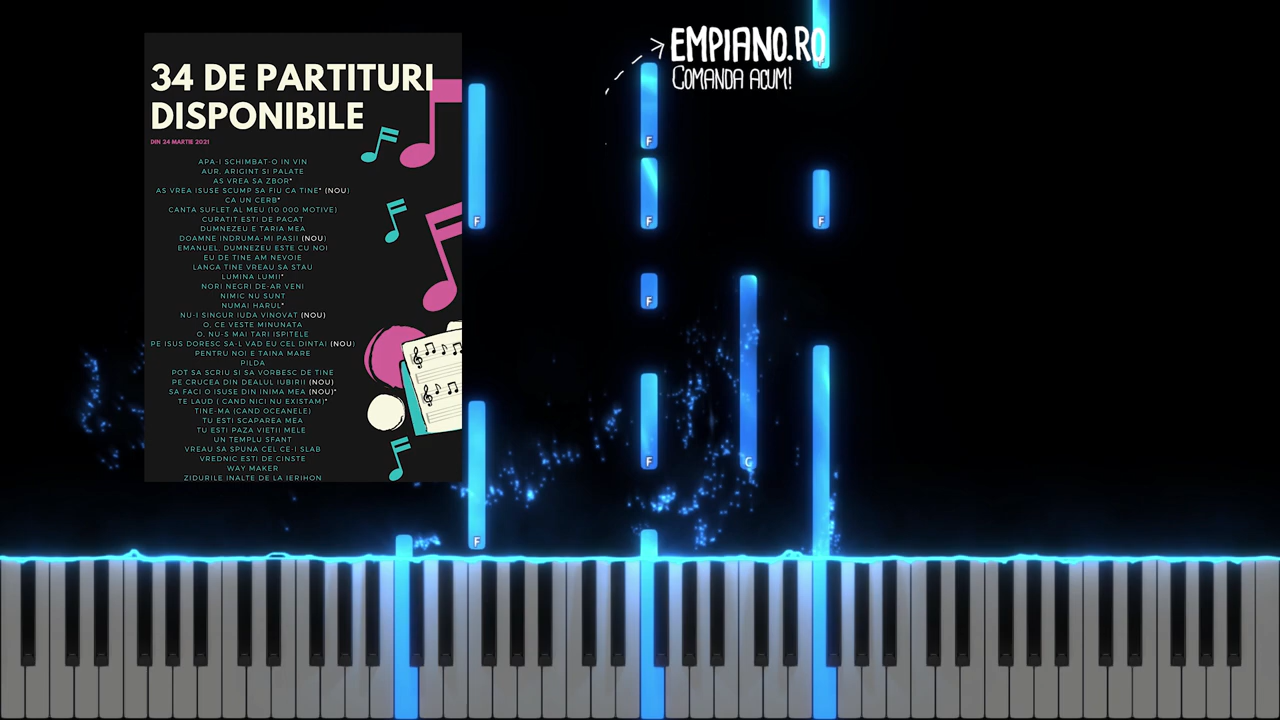 34 DE PARTITURI
DISPONIBILE
DIN 24 MARTIE 2021
APA-I SCHIMBAT-O IN VIN
AUR, ARIGINT SI PALATE
AS VREA SA ZBOR*
AS VREA ISUSE SCUMP SA FIU CA TINE* (NOU)
CA UN CERB*
CANTA SUFLET AL MEU (10 000 MOTIVE)
CURATIT ESTI DE PACAT
DUMNEZEU E TARIA MEA
DOAMNE INDRUMA-MI PASII (NOU)
EMANUEL, DUMNEZEU ESTE CU NOI
EU DE TINE AM NEVOIE
LANGA TINE VREAU SA STAU
LUMINA LUMII*
NORI NEGRI DE-AR VENI
NIMIC NU SUNT
NUMAI HARUL*
NU-I SINGUR IUDA VINOVAT (NOU)
O, CE VESTE MINUNATA
O, NU-S MAI TARI ISPITELE
PE ISUS DORESC SA-L VAD EU CEL DINTAI (NOU)
PENTRU NOI E TAINA MARE
PILDA
POT SA SCRIU SI SA VORBESC DE TINE
PE CRUCEA DIN DEALUL IUBIRII (NOU)
SA FACI O ISUSE DIN INIMA MEA (NOU)*
TE LAUD ( CAND NICI NU EXISTAM)*
TINE-MA (CAND OCEANELE)
TU ESTI SCAPAREA MEA
TU ESTI PAZA VIETII MELE
UN TEMPLU SFANT
VREAU SA SPUNA CEL CE-I SLAB
VREDNIC ESTI DE CINSTE
WAY MAKER
ZIDURILE INALTE DE LA IERIHON
EMPIANO.RO
COMANDA ACUM!
F
F
F
F
F
F
F
G
F
F